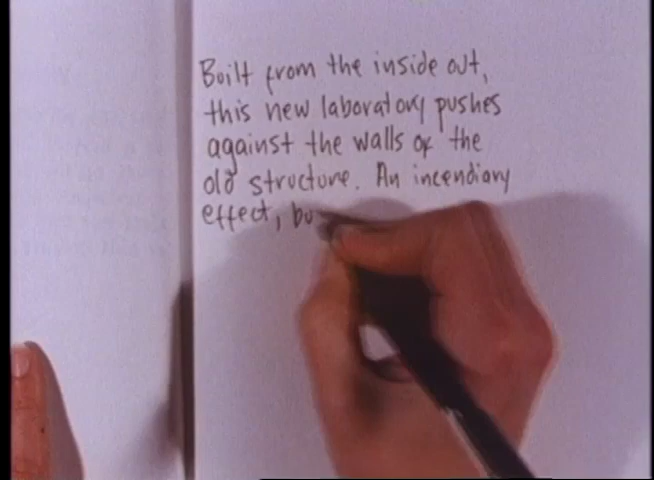 Built from the inside out,
this new laboratory pushes
against the walls of the
old structure. An incendiary
effect, bu